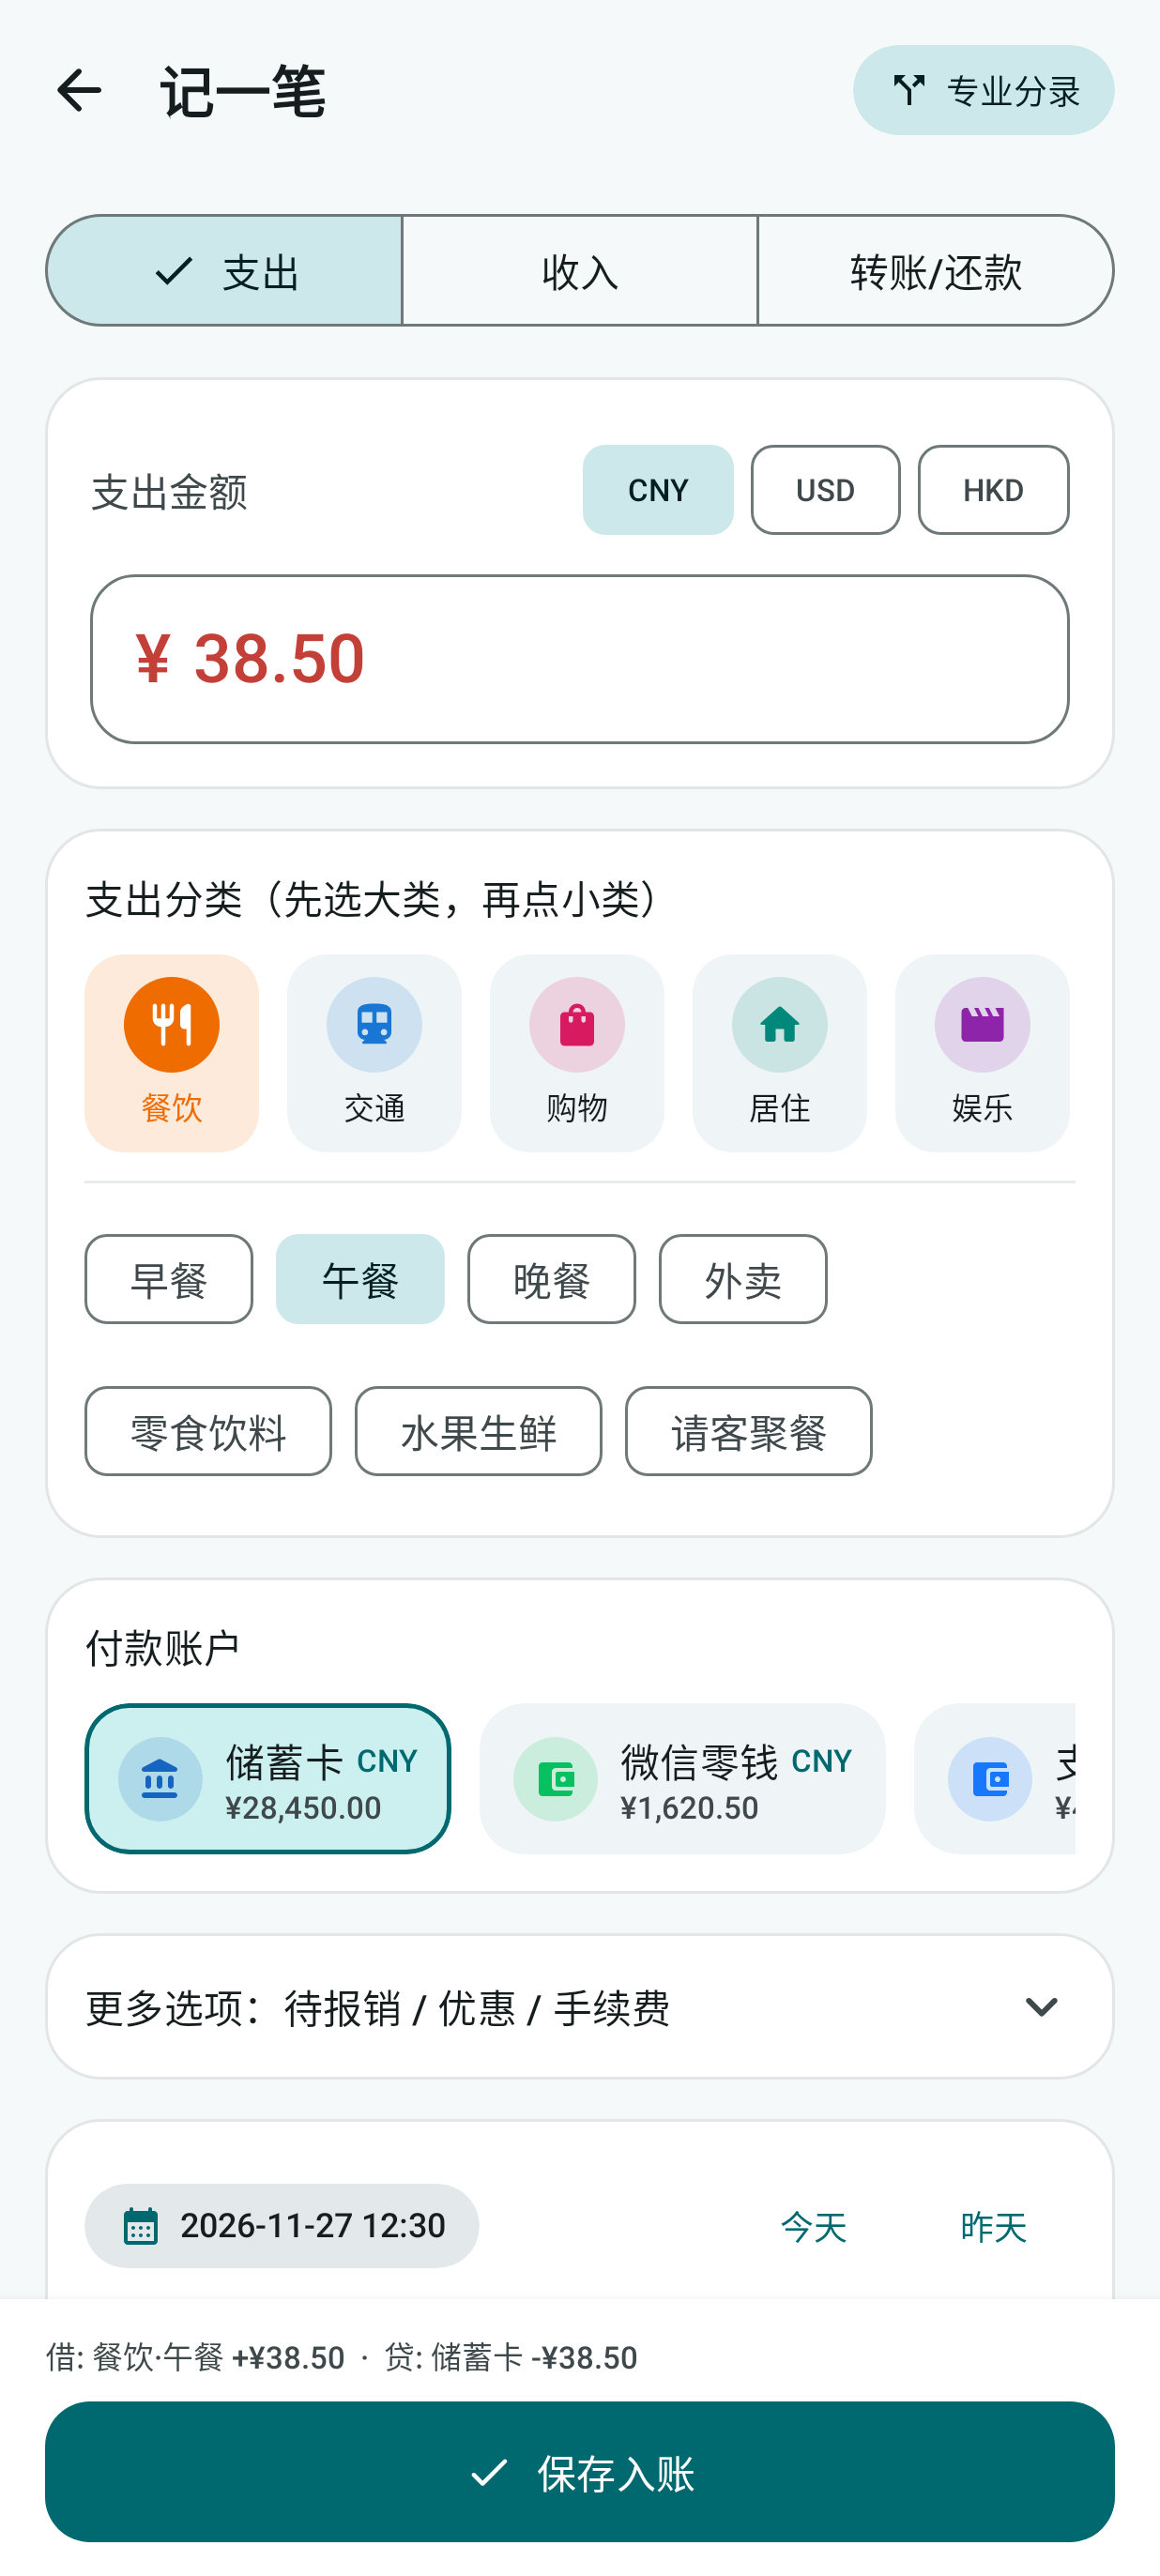 记一笔
专业分录
支出
收入
转账/还款
支出金额
CNY
USD
HKD
¥ 38.50
支出分类（先选大类，再点小类）
餐饮
交通
购物
居住
娱乐
早餐
午餐
晚餐
外卖
零食饮料
水果生鲜
请客聚餐
付款账户
储蓄卡 CNY
¥28,450.00
微信零钱 CNY
¥1,620.50
更多选项：待报销 / 优惠 / 手续费
2026-11-27 12:30
今天
昨天
借: 餐饮·午餐 +¥38.50 · 贷: 储蓄卡 -¥38.50
保存入账